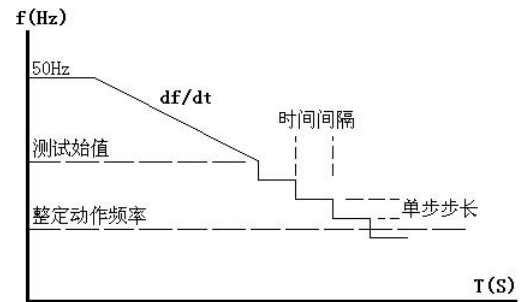 f(Hz)
50Hz
df/dt
时间间隔
测试始值
单步步长
整定动作频率
T(S)